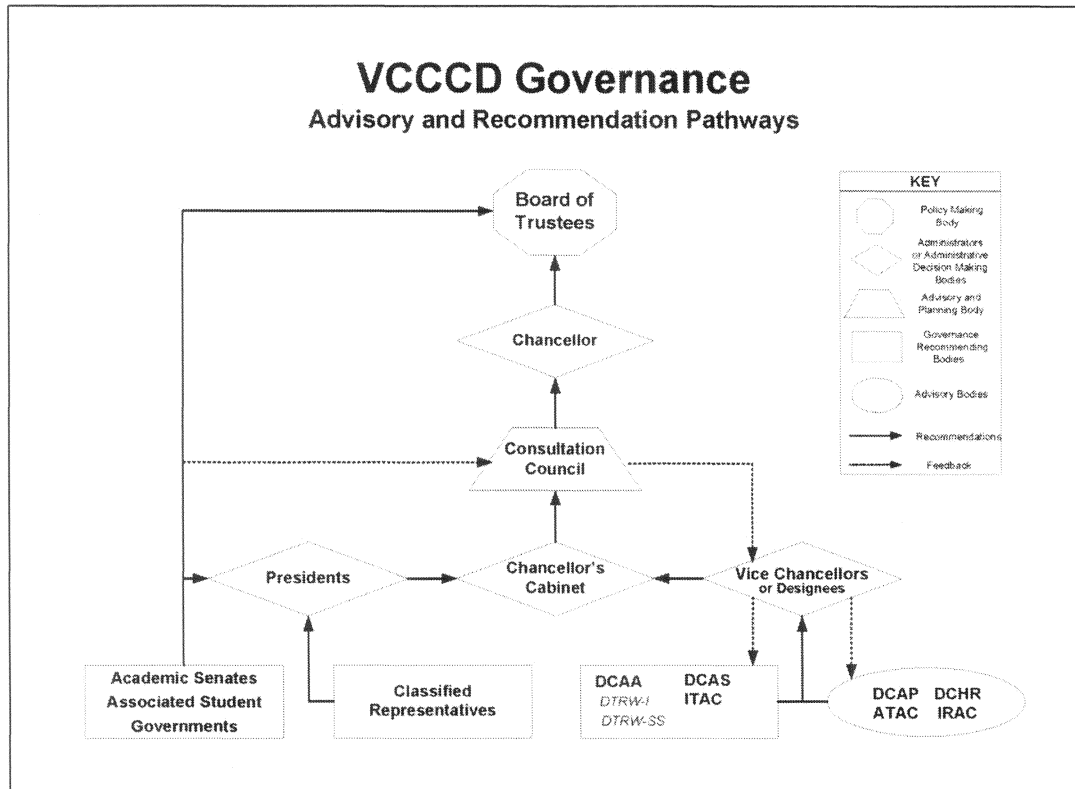 VCCCD Governance
Advisory and Recommendation Pathways
Board of
Trustees
KEY
Policy Making
Body
Administrators
or Administrative
Decision Making
Bodies
Advisory and
Planning Body
Governance
Recommending
Bodies
Advisory Bodies
Recommendations
Feedback
Chancellor
Consultation
Council
Presidents
Chancellor's
Cabinet
Vice Chancellors
or Designees
Academic Senates
Associated Student
Governments
Classified
Representatives
DCAA DCAS
DTRW-I ITAC
DTRW-SS
DCAP DCHR
ATAC IRAC